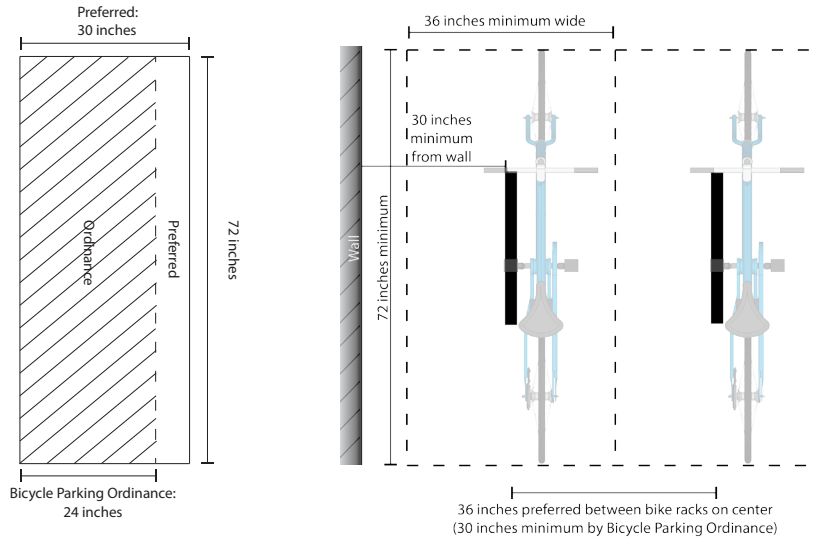 Preferred:
30 inches
Ordinance
Preferred
72 inches
Bicycle Parking Ordinance:
24 inches
36 inches minimum wide
30 inches
minimum
from wall
Wall
72 inches minimum
36 inches preferred between bike racks on center
(30 inches minimum by Bicycle Parking Ordinance)